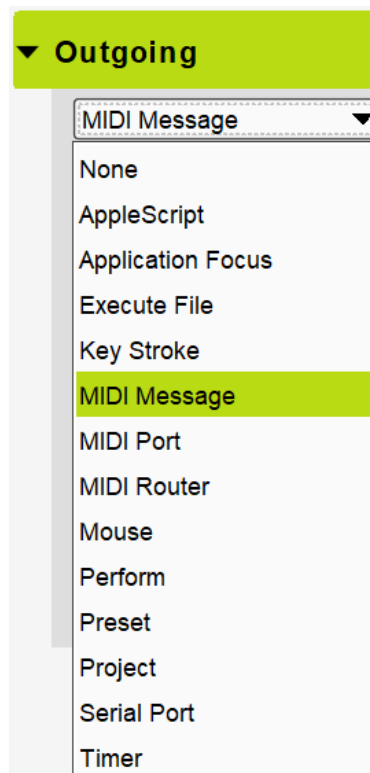 Outgoing
MIDI Message
None
AppleScript
Application Focus
Execute File
Key Stroke
MIDI Message
MIDI Port
MIDI Router
Mouse
Perform
Preset
Project
Serial Port
Timer